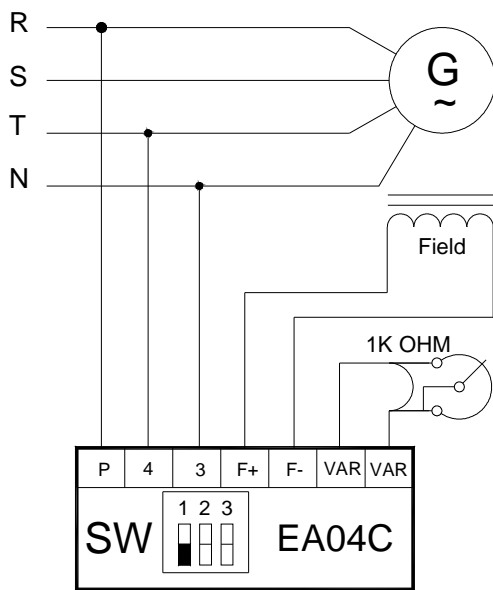 R
G
~
S
T
N
Field
1K OHM
P 4 3 F+ F- VAR VAR
1 2 3
SW EA04C